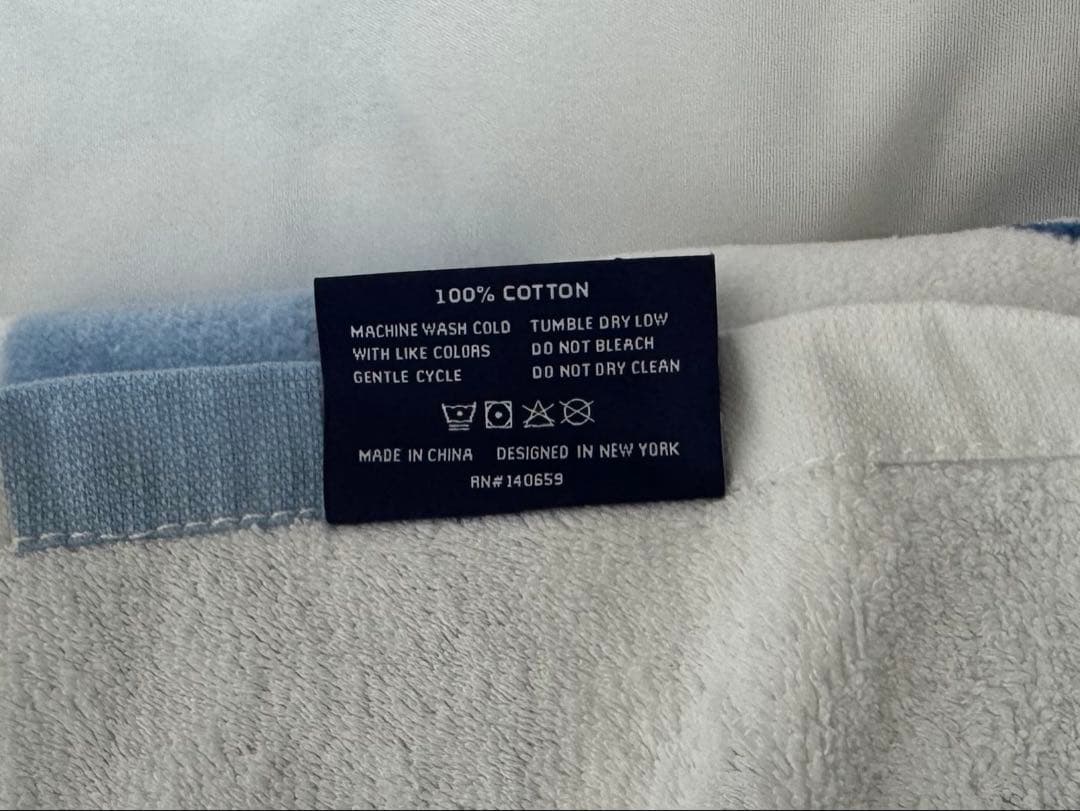 100% COTTON
MACHINE WASH COLD
WITH LIKE COLORS
GENTLE CYCLE
TUMBLE DRY LOW
DO NOT BLEACH
DO NOT DRY CLEAN
MADE IN CHINA DESIGNED IN NEW YORK
RN#140659